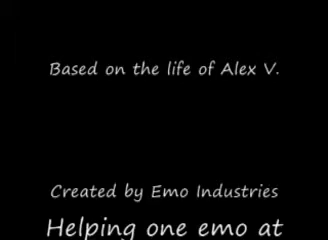 Based on the life of Alex V.
Created by Emo Industries
Helping one emo at